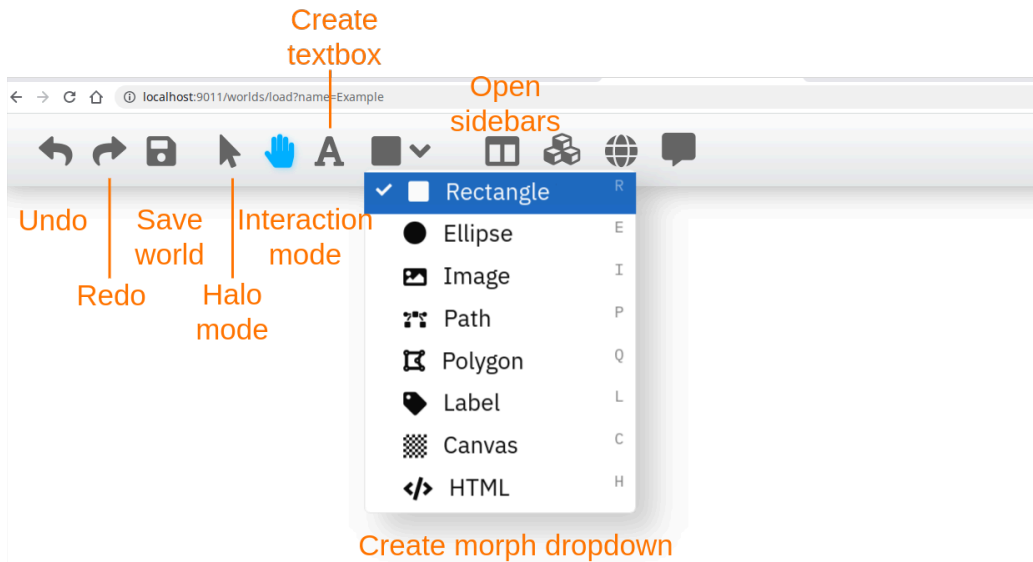 Create
textbox
Open
sidebars
localhost:9011/worlds/load?name=Example
A
Undo
Save
world
Interaction
mode
Redo
Halo
mode
Rectangle R
Ellipse E
Image I
Path P
Polygon Q
Label L
Canvas C
</> HTML H
Create morph dropdown